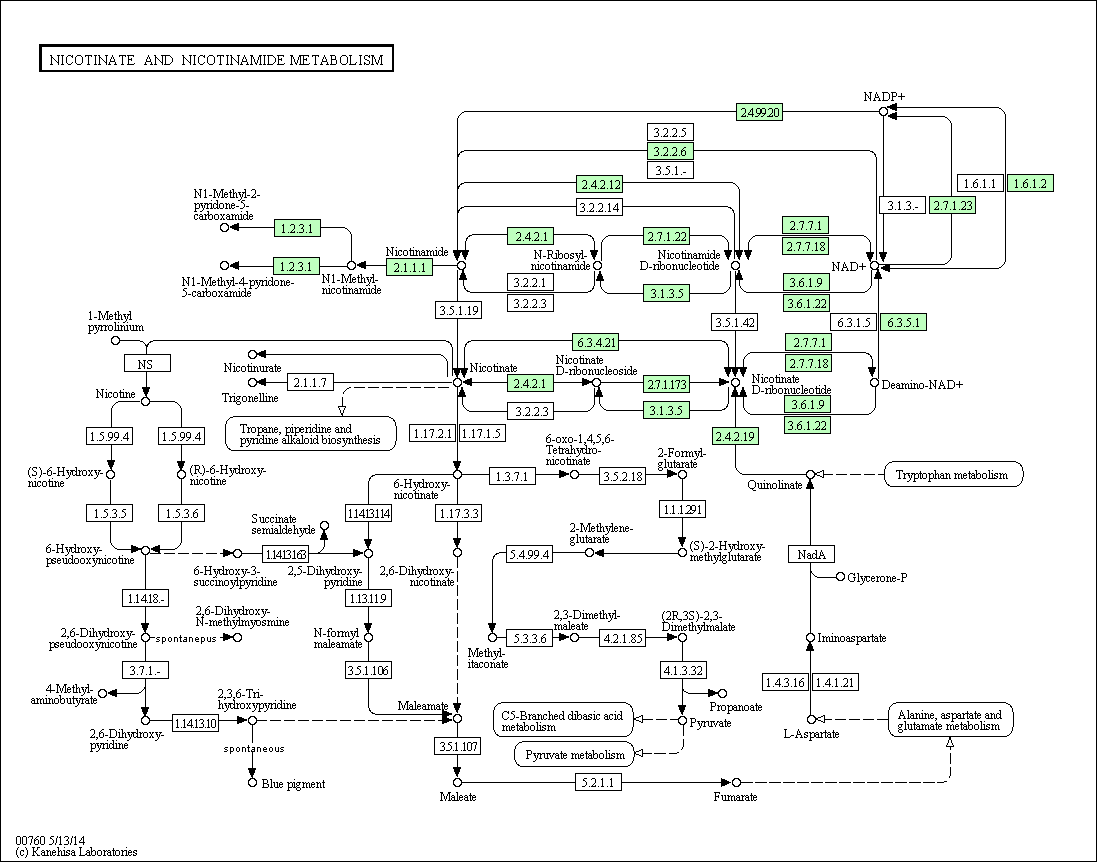 NICOTINATE AND NICOTINAMIDE METABOLISM
NADP+
2.4.99.20
3.2.2.5
3.2.2.6
3.5.1.-
1.6.1.1
1.6.1.2
2.4.2.12
3.2.2.14
3.1.3.-
2.7.1.23
N1-Methyl-2-
pyridone-5-
carboxamide
1.2.3.1
Nicotinamide
2.4.2.1
N-Ribosyl-
nicotinamide
2.7.1.22
Nicotinamide
D-ribonucleotide
2.7.7.1
2.7.7.18
NAD+
1.2.3.1
2.1.1.1
N1-Methyl-4-pyridone-
5-carboxamide
N1-Methyl-
nicotinamide
3.2.2.1
3.2.2.3
3.1.3.5
3.6.1.9
3.6.1.22
3.5.1.19
3.5.1.42
6.3.1.5
6.3.5.1
1-Methyl
pyrrolinium
NS
Nicotinurate
6.3.4.21
2.7.7.1
2.7.7.18
Nicotinate
Nicotinate
D-ribonucleoside
2.4.2.1
2.7.1.173
Nicotinate
D-ribonucleotide
Deamino-NAD+
Nicotine
Trigonelline
2.1.1.7
3.2.2.3
3.1.3.5
3.6.1.9
3.6.1.22
Tropane, piperidine and
pyridine alkaloid biosynthesis
1.5.99.4
1.5.99.4
1.17.2.1
1.17.1.5
2.4.2.19
6-oxo-1,4,5,6-
Tetrahydro-
nicotinate
2-Formyl-
glutarate
(S)-6-Hydroxy-
nicotine
(R)-6-Hydroxy-
nicotine
6-Hydroxy-
nicotinate
1.3.7.1
3.5.2.18
Quinolinate
Tryptophan metabolism
1.5.3.5
1.5.3.6
Succinate
semialdehyde
1.14.13.114
1.17.3.3
1.1.1.291
2-Methylene-
glutarate
6-Hydroxy-
pseudooxynicotine
1.14.13.163
5.4.99.4
(S)-2-Hydroxy-
methylglutarate
NadA
6-Hydroxy-3-
succinoylpyridine
2,5-Dihydroxy-
pyridine
2,6-Dihydroxy-
nicotinate
Glycerone-P
1.14.18.-
1.13.11.9
2,6-Dihydroxy-
N-methylmyosmine
2,6-Dihydroxy-
pseudooxynicotine
spontanepus
N-formyl
maleamate
2,3-Dimethyl-
maleate
(2R,3S)-2,3-
Dimethylmalate
5.3.3.6
4.2.1.85
Methyl-
itaconate
Iminoaspartate
3.7.1.-
3.5.1.106
4.1.3.32
1.4.3.16
1.4.1.21
4-Methyl-
aminobutyrate
2,3,6-Tri-
hydroxypyridine
Maleamate
Propanoate
1.14.13.10
C5-Branched dibasic acid
metabolism
Pyruvate
Alanine, aspartate and
glutamate metabolism
2,6-Dihydroxy-
pyridine
spontaneous
3.5.1.107
Pyruvate metabolism
L-Aspartate
Blue pigment
Maleate
5.2.1.1
Fumarate
00760 5/13/14
(c) Kanehisa Laboratories